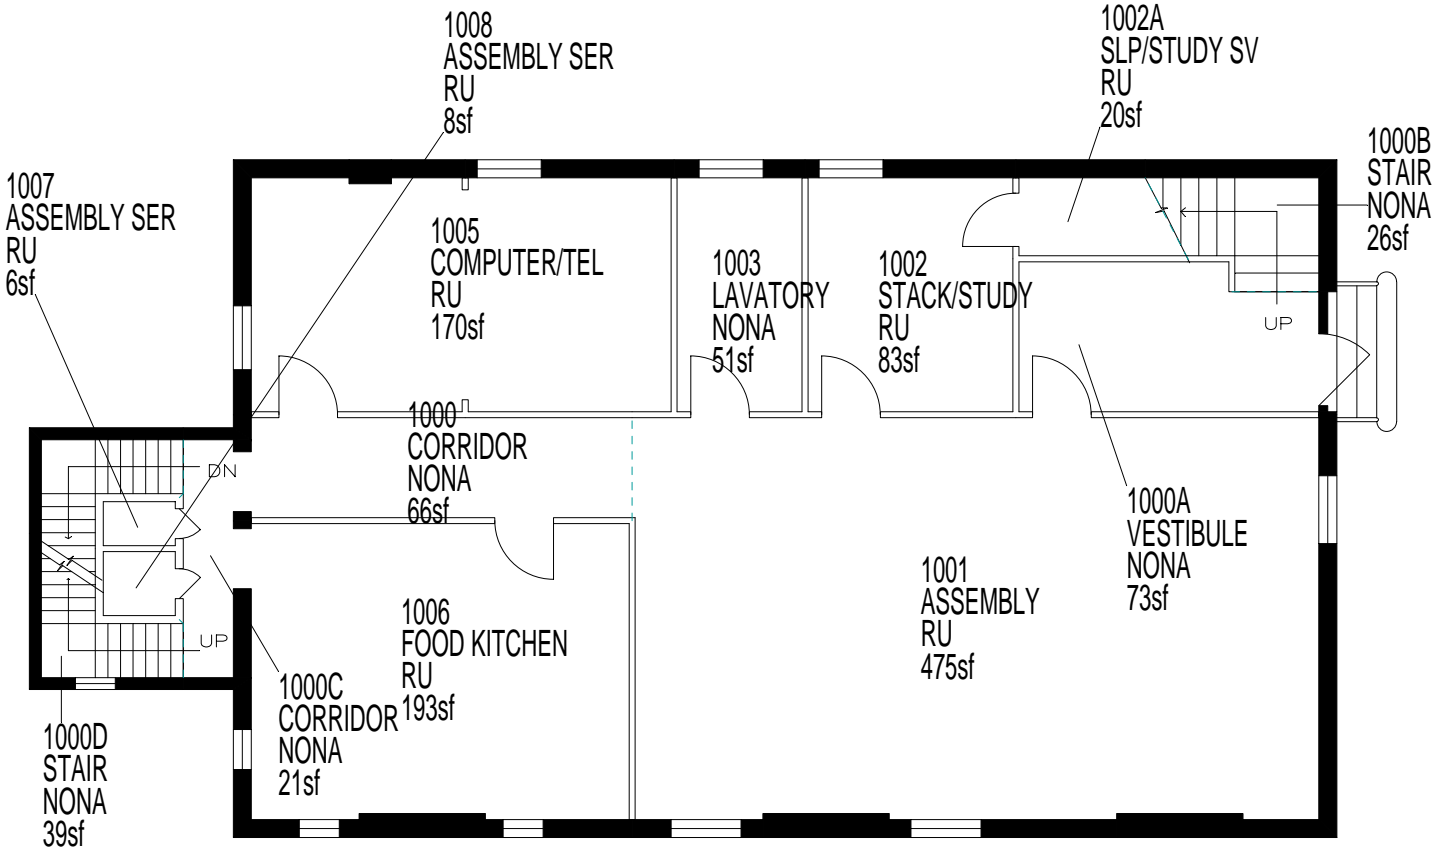 1008
ASSEMBLY SER
RU
8sf
1002A
SLP/STUDY SV
RU
20sf
1000B
STAIR
NONA
26sf
1007
ASSEMBLY SER
RU
6sf
1005
COMPUTER/TEL
RU
170sf
1003
LAVATORY
NONA
51sf
1002
STACK/STUDY
RU
83sf
UP
1000
CORRIDOR
NONA
66sf
DN
1000A
VESTIBULE
NONA
73sf
1001
ASSEMBLY
RU
475sf
1006
FOOD KITCHEN
RU
193sf
UP
1000C
CORRIDOR
NONA
21sf
1000D
STAIR
NONA
39sf